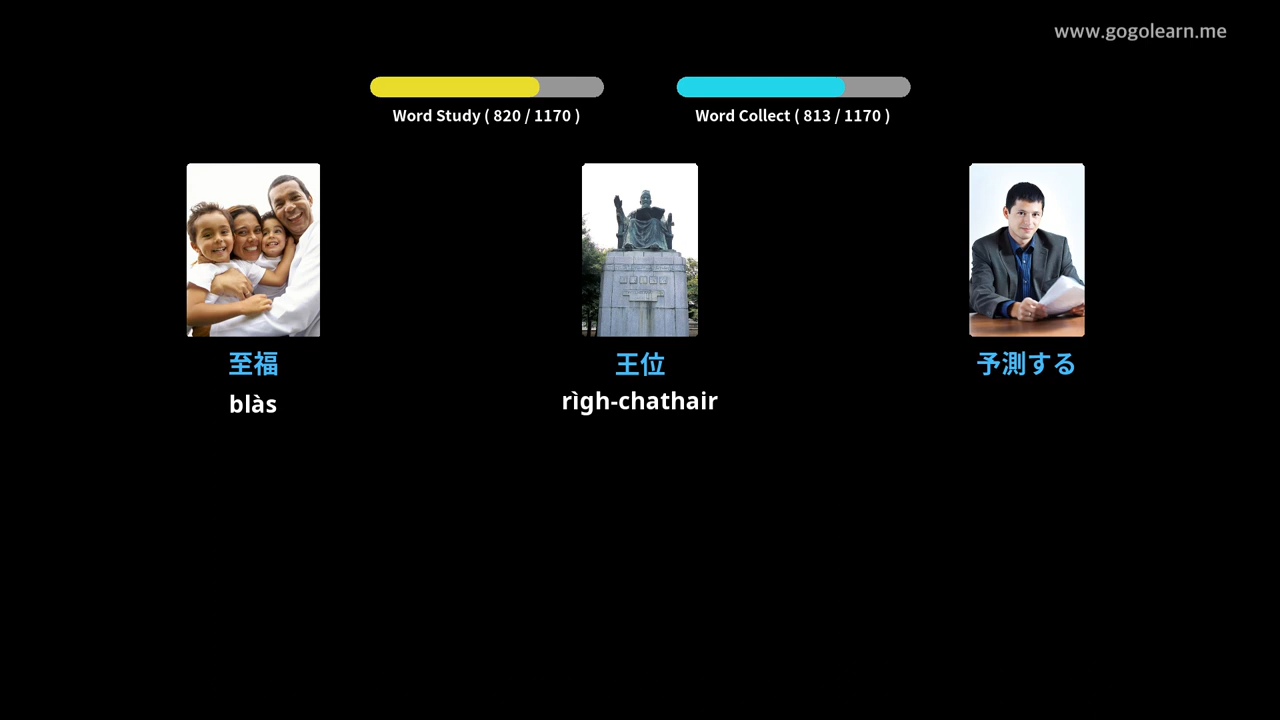 www.gogolearn.me
Word Study ( 820 / 1170 )
Word Collect ( 813 / 1170 )
至福
王位
予測する
blàs
rìgh-chathair